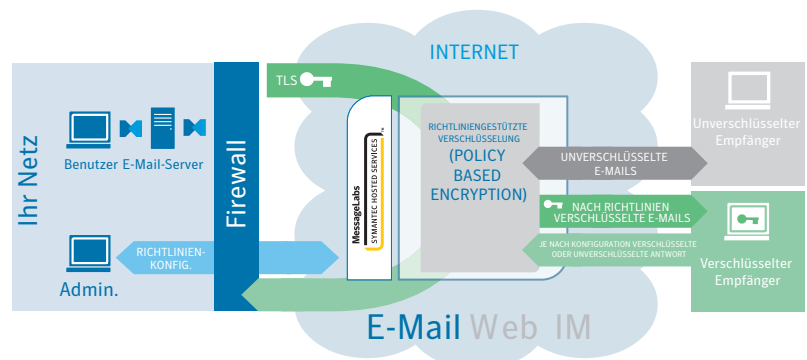 INTERNET
TLS
Ihr Netz
Benutzer E-Mail-Server
Firewall
Admin.
RICHTLINIEN-
KONFIG.
MessageLabs
SYMANTEC HOSTED SERVICES
TM
RICHTLINIENGESTÜTZTE
VERSCHLÜSSELUNG
(POLICY
BASED
ENCRYPTION)
UNVERSCHLÜSSELTE
E-MAILS
NACH RICHTLINIEN
VERSCHLÜSSELTE E-MAILS
JE NACH KONFIGURATION VERSCHLÜSSELTE
ODER UNVERSCHLÜSSELTE ANTWORT
Unverschlüsselter
Empfänger
Verschlüsselter
Empfänger
E-Mail Web IM